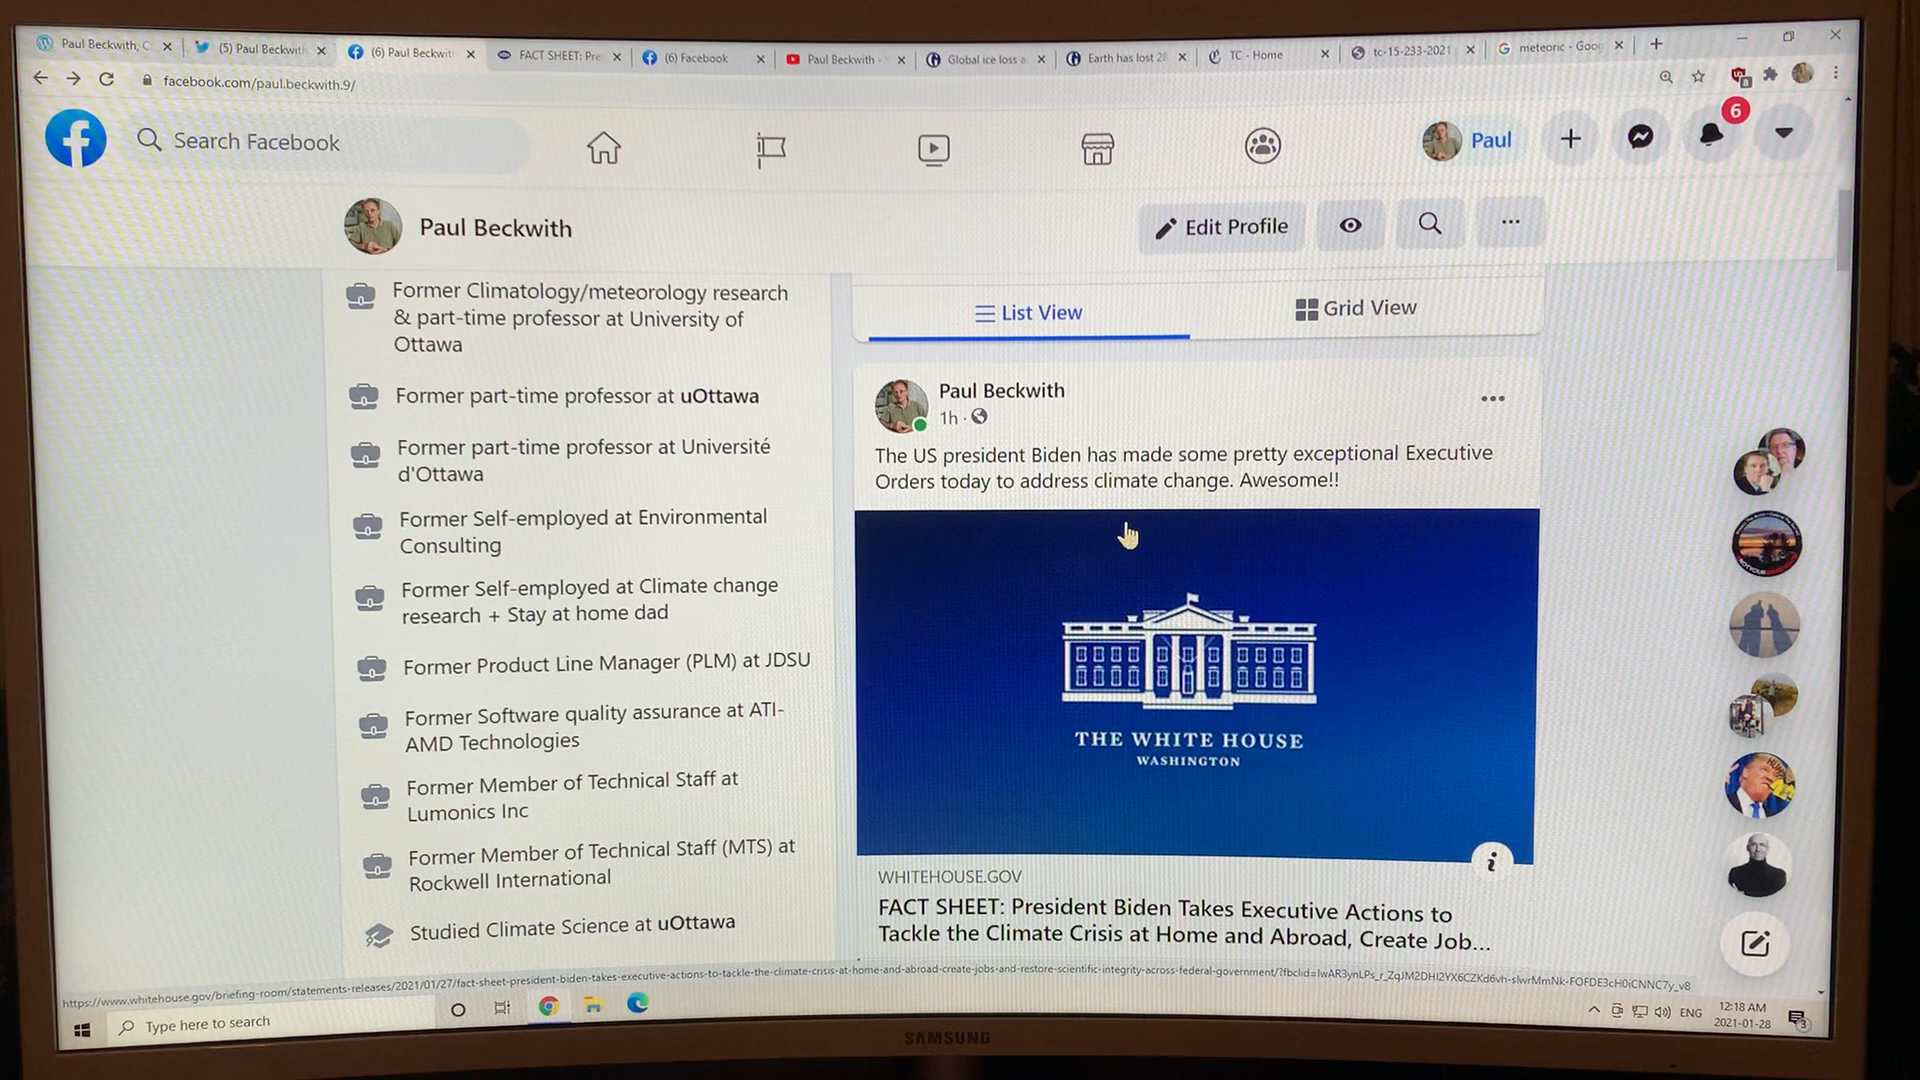 Paul Beckwith, C
(5) Paul Beckwith
(6) Paul Beckwith
FACT SHEET: Pre
(6) Facebook
Paul Beckwith -
Global ice loss a
Earth has lost 28
TC - Home
tc-15-233-2021
meteoric - Goog
facebook.com/paul.beckwith.9/
Search Facebook
Paul
6
Paul Beckwith
Edit Profile
Former Climatology/meteorology research
& part-time professor at University of
Ottawa
Former part-time professor at uOttawa
Former part-time professor at Université
d'Ottawa
Former Self-employed at Environmental
Consulting
Former Self-employed at Climate change
research + Stay at home dad
Former Product Line Manager (PLM) at JDSU
Former Software quality assurance at ATI-
AMD Technologies
Former Member of Technical Staff at
Lumonics Inc
Former Member of Technical Staff (MTS) at
Rockwell International
Studied Climate Science at uOttawa
List View
Grid View
Paul Beckwith
1h ·
The US president Biden has made some pretty exceptional Executive
Orders today to address climate change. Awesome!!
THE WHITE HOUSE
WASHINGTON
WHITEHOUSE.GOV
FACT SHEET: President Biden Takes Executive Actions to
Tackle the Climate Crisis at Home and Abroad, Create Job...
Type here to search
ENG
12:18 AM
2021-01-28
3
SAMSUNG